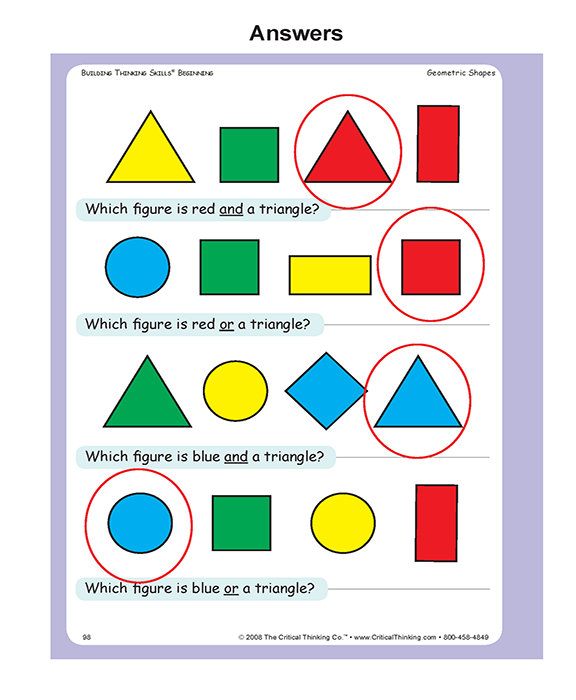 Answers
Building Thinking Skills® Beginning
Geometric Shapes
Which figure is red and a triangle?
Which figure is red or a triangle?
Which figure is blue and a triangle?
Which figure is blue or a triangle?
98
© 2008 The Critical Thinking Co.™ • www.CriticalThinking.com • 800-458-4849